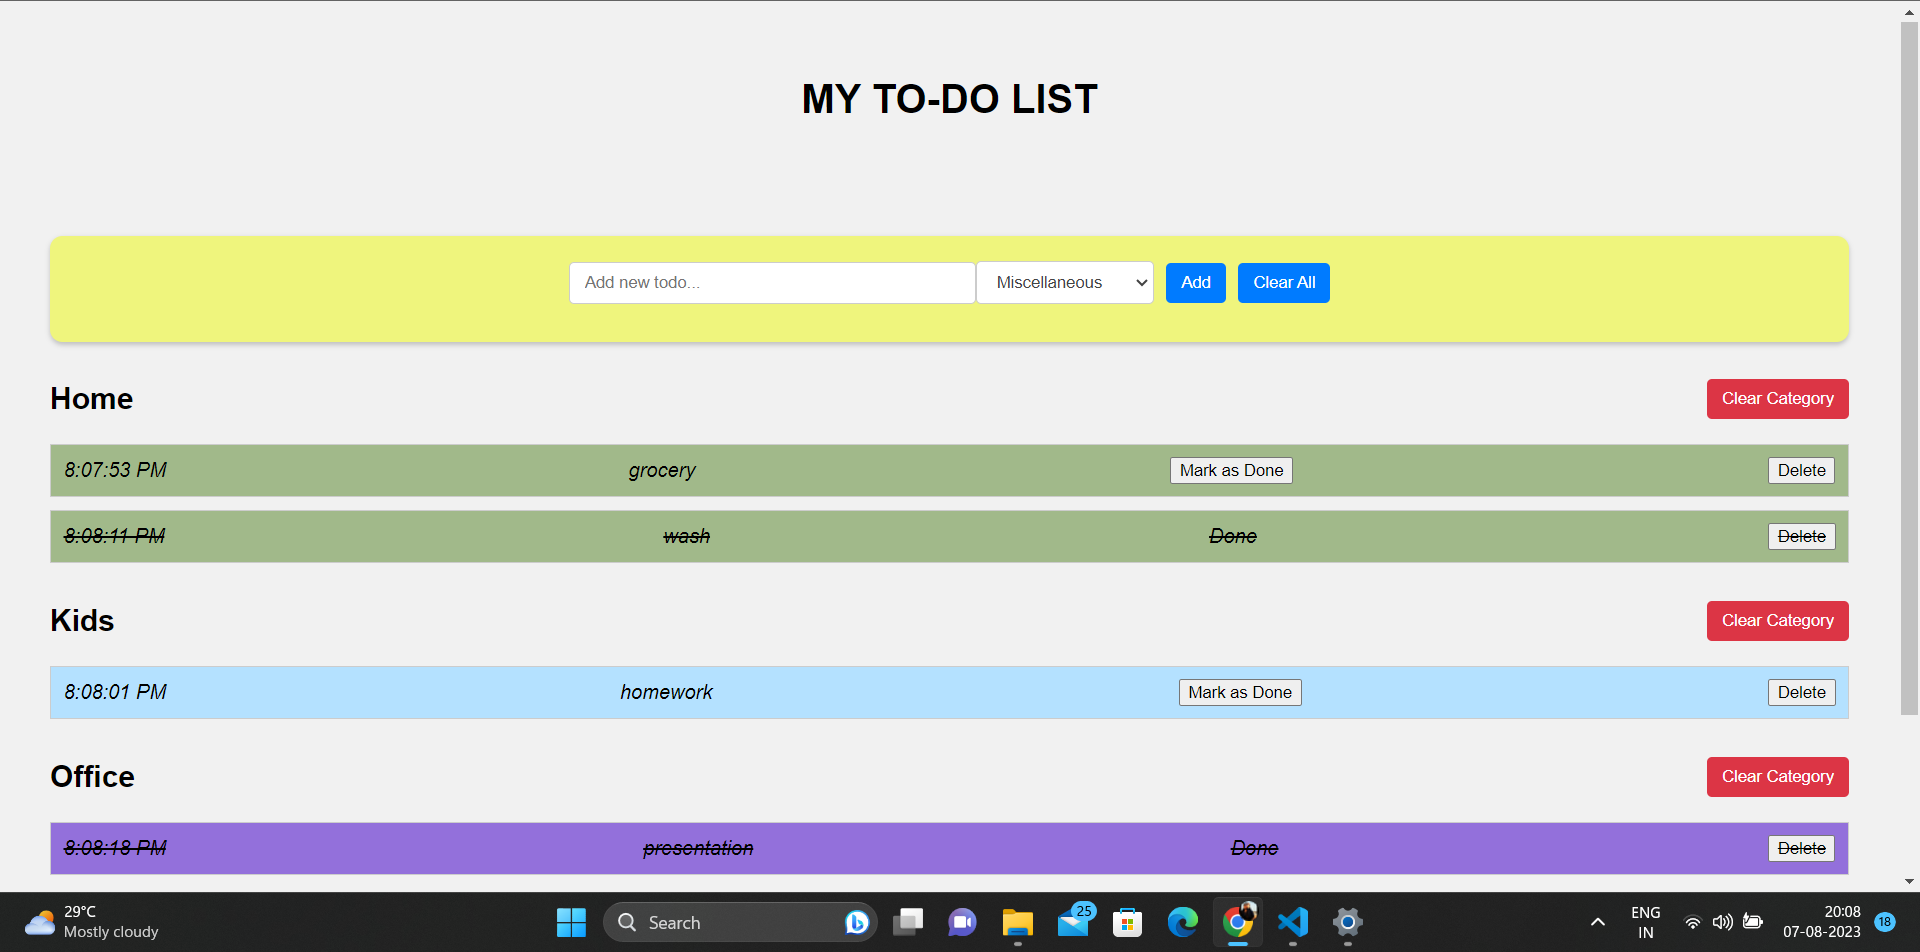 MY TO-DO LIST
Add new todo... Miscellaneous Add Clear All
Home Clear Category
8:07:53 PM grocery Mark as Done Delete
8:08:11 PM wash Done Delete
Kids Clear Category
8:08:01 PM homework Mark as Done Delete
Office Clear Category
8:08:18 PM presentation Done Delete
29°C
Mostly cloudy
Search
25
ENG
IN
20:08
07-08-2023
18